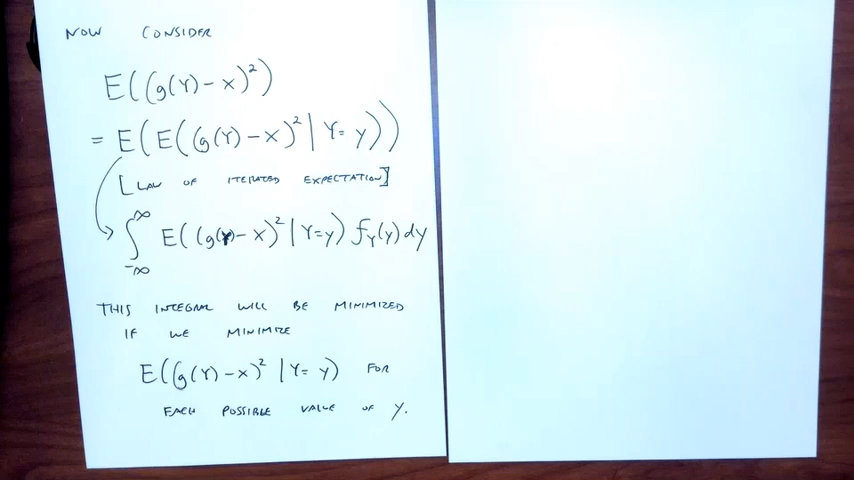 NOW CONSIDER
E((g(Y)-X)²)
= E(E((g(Y)-X)²|Y=y))
[LAW OF ITERATED EXPECTATION]
∫_{-∞}^{∞} E((g(Y)-X)²|Y=y) f_Y(y) dy
THIS INTEGRAL WILL BE MINIMIZED
IF WE MINIMIZE
E((g(Y)-X)²|Y=y) FOR
EACH POSSIBLE VALUE OF Y.